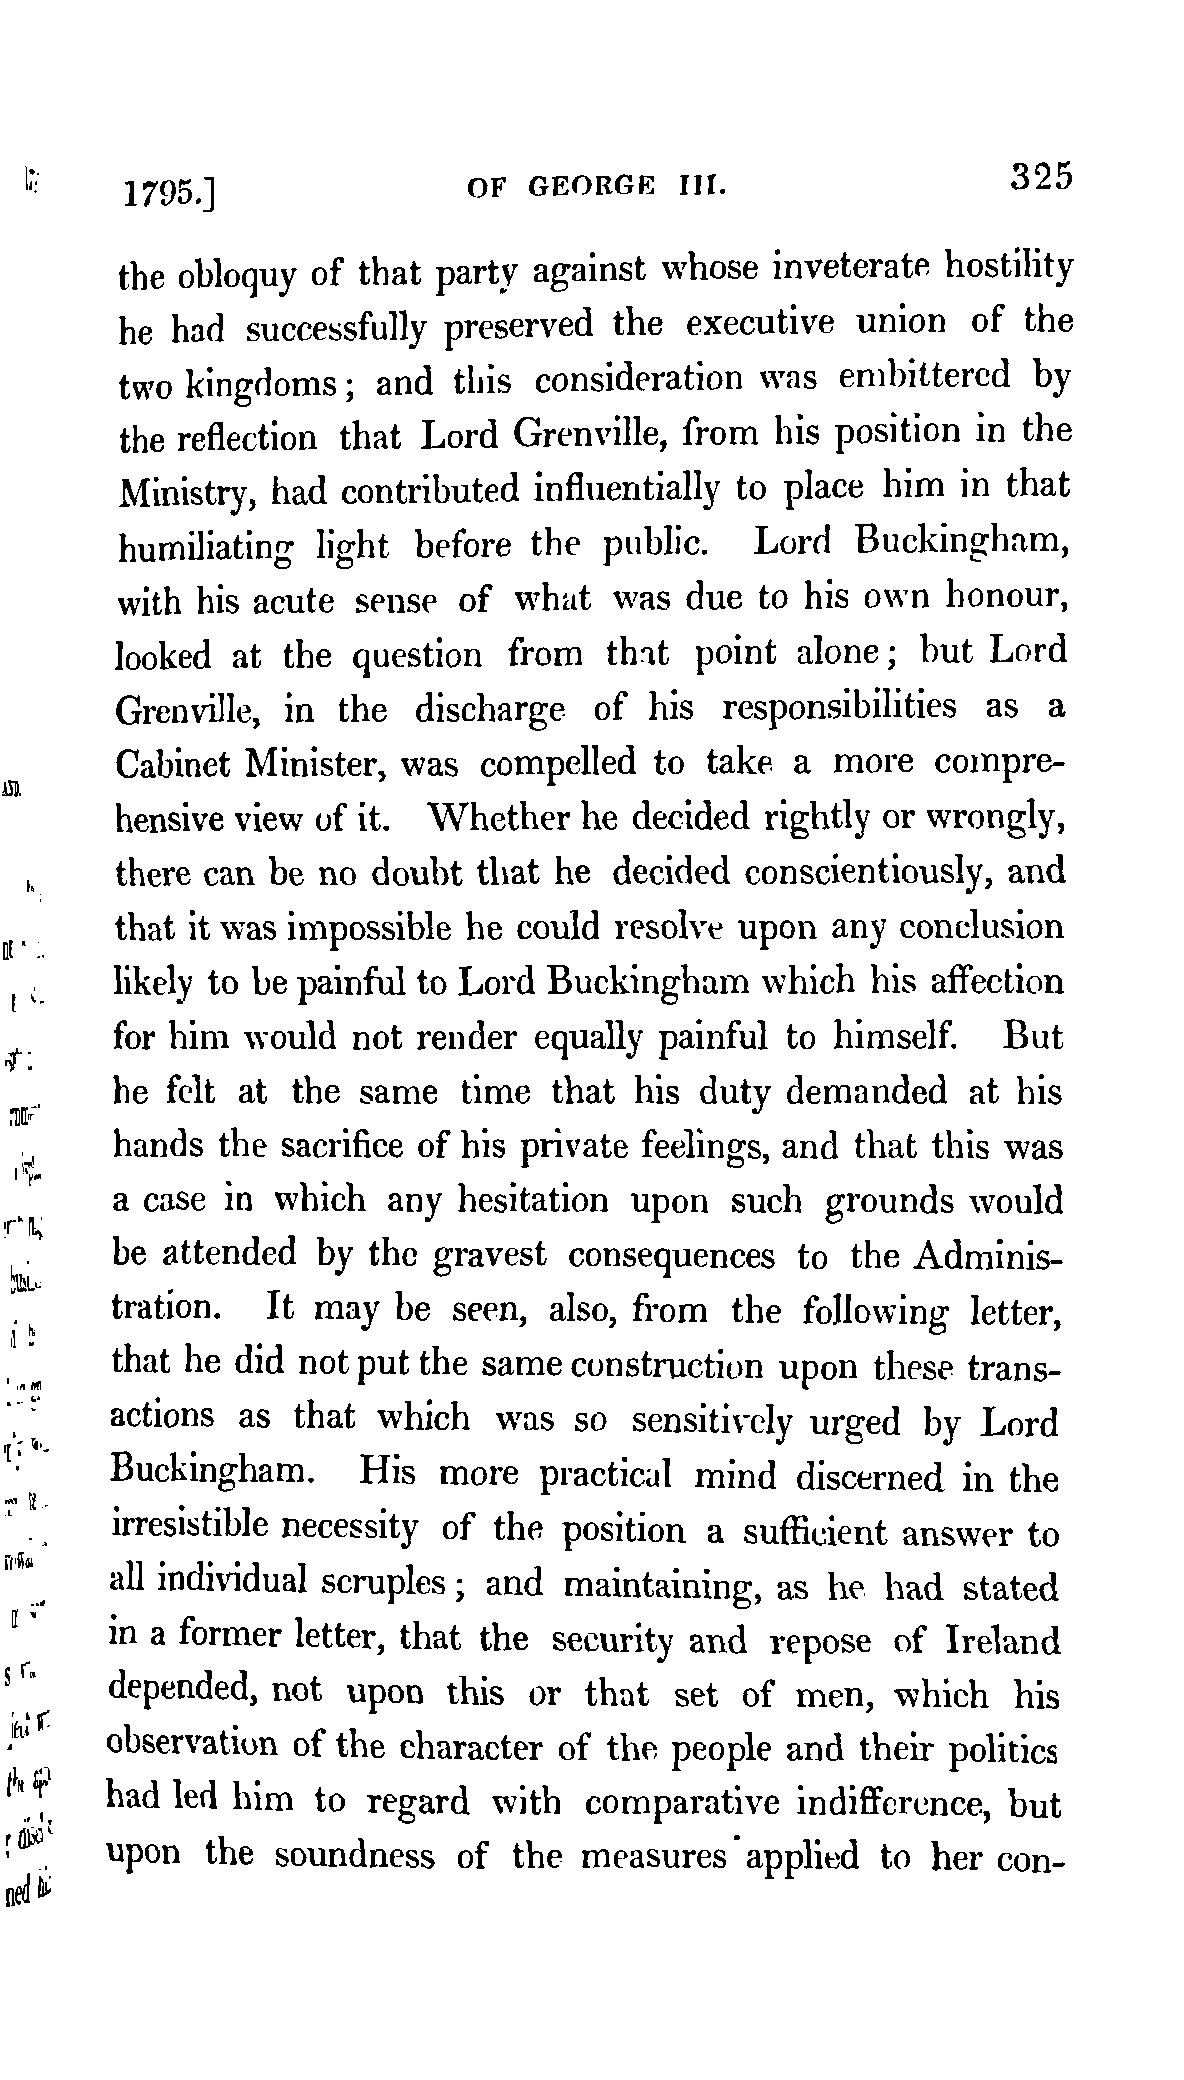 1795.] OF GEORGE III. 325
the obloquy of that party against whose inveterate hostility
he had successfully preserved the executive union of the
two kingdoms; and this consideration was embittered by
the reflection that Lord Grenville, from his position in the
Ministry, had contributed influentially to place him in that
humiliating light before the public. Lord Buckingham,
with his acute sense of what was due to his own honour,
looked at the question from that point alone; but Lord
Grenville, in the discharge of his responsibilities as a
Cabinet Minister, was compelled to take a more compre-
hensive view of it. Whether he decided rightly or wrongly,
there can be no doubt that he decided conscientiously, and
that it was impossible he could resolve upon any conclusion
likely to be painful to Lord Buckingham which his affection
for him would not render equally painful to himself. But
he felt at the same time that his duty demanded at his
hands the sacrifice of his private feelings, and that this was
a case in which any hesitation upon such grounds would
be attended by the gravest consequences to the Adminis-
tration. It may be seen, also, from the following letter,
that he did not put the same construction upon these trans-
actions as that which was so sensitively urged by Lord
Buckingham. His more practical mind discerned in the
irresistible necessity of the position a sufficient answer to
all individual scruples; and maintaining, as he had stated
in a former letter, that the security and repose of Ireland
depended, not upon this or that set of men, which his
observation of the character of the people and their politics
had led him to regard with comparative indifference, but
upon the soundness of the measures applied to her con-